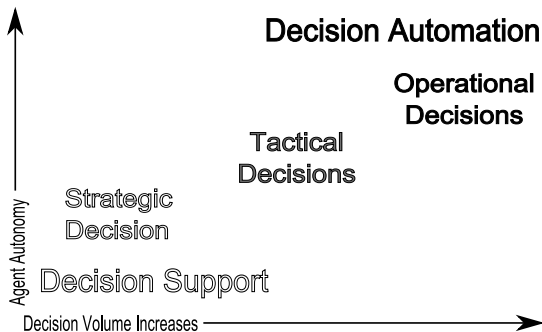 Decision Automation
Operational
Decisions
Tactical
Decisions
Strategic
Decision
Decision Support
Agent Autonomy
Decision Volume Increases